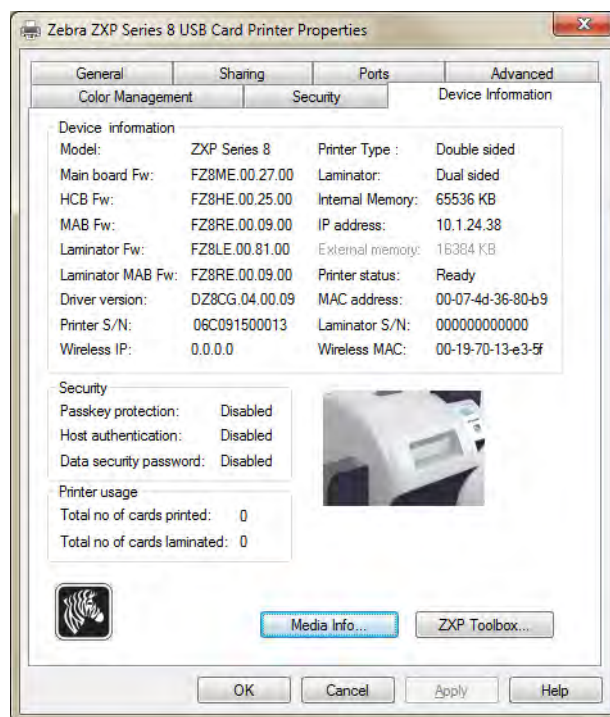 Zebra ZXP Series 8 USB Card Printer Properties
General Sharing Ports Advanced
Color Management Security Device Information
Device information
Model: ZXP Series 8 Printer Type : Double sided
Main board Fw: FZ8ME.00.27.00 Laminator: Dual sided
HCB Fw: FZ8HE.00.25.00 Internal Memory: 65536 KB
MAB Fw: FZ8RE.00.09.00 IP address: 10.1.24.38
Laminator Fw: FZ8LE.00.81.00 External memory: 16384 KB
Laminator MAB Fw: FZ8RE.00.09.00 Printer status: Ready
Driver version: DZ8CG.04.00.09 MAC address: 00-07-4d-36-80-b9
Printer S/N: 06C091500013 Laminator S/N: 000000000000
Wireless IP: 0.0.0.0 Wireless MAC: 00-19-70-13-e3-5f
Security
Passkey protection: Disabled
Host authentication: Disabled
Data security password: Disabled
Printer usage
Total no of cards printed: 0
Total no of cards laminated: 0
Media Info... ZXP Toolbox...
OK Cancel Apply Help